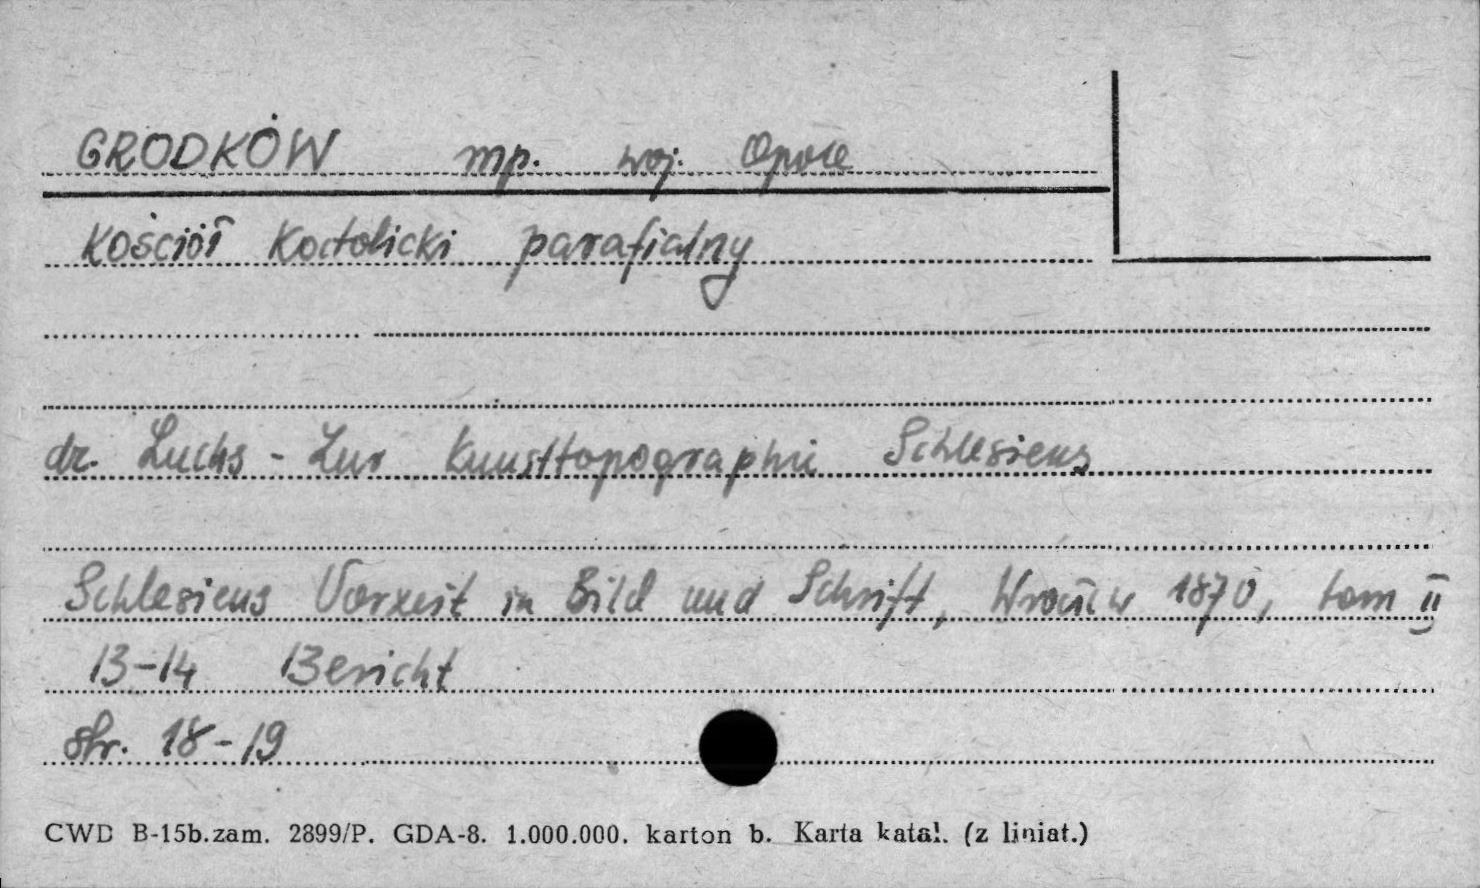 GRODKÓW mp. woj. Opole
Kościół Katolicki parafialny
dr. Luchs - Zur Kunsttopographie Schlesiens
Schlesiens Vorzeit in Bild und Schrift, Wrocław 1870, tom II
13-14 Bericht
str. 18-19
CWD B-15b.zam. 2899/P. GDA-8. 1.000.000. karton b. Karta katal. (z liniat.)